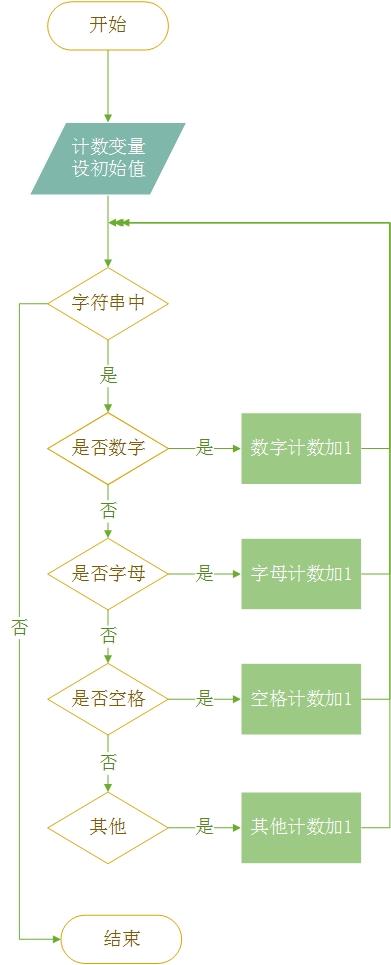 开始
计数变量
设初始值
字符串中
是
是否数字
是
数字计数加1
否
是否字母
是
字母计数加1
否
否
是否空格
是
空格计数加1
否
其他
是
其他计数加1
结束